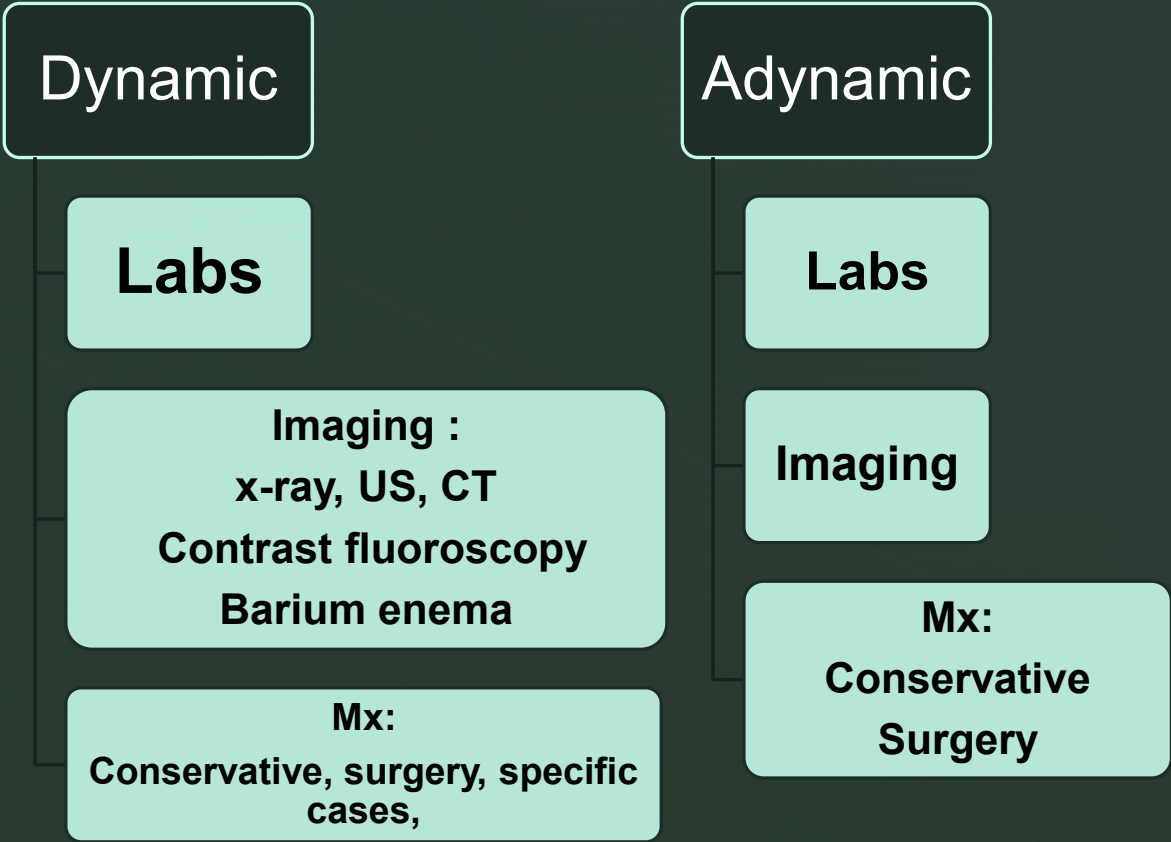 Dynamic
Labs
Imaging :
x-ray, US, CT
Contrast fluoroscopy
Barium enema
Mx:
Conservative, surgery, specific
cases,
Adynamic
Labs
Imaging
Mx:
Conservative
Surgery